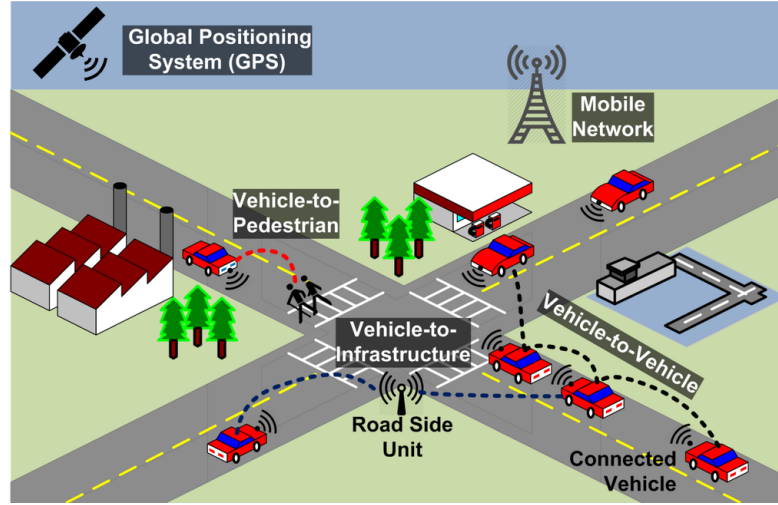 Global Positioning
System (GPS)
Mobile
Network
Vehicle-to-
Pedestrian
Vehicle-to-
Infrastructure
Vehicle-to-Vehicle
Road Side
Unit
Connected
Vehicle